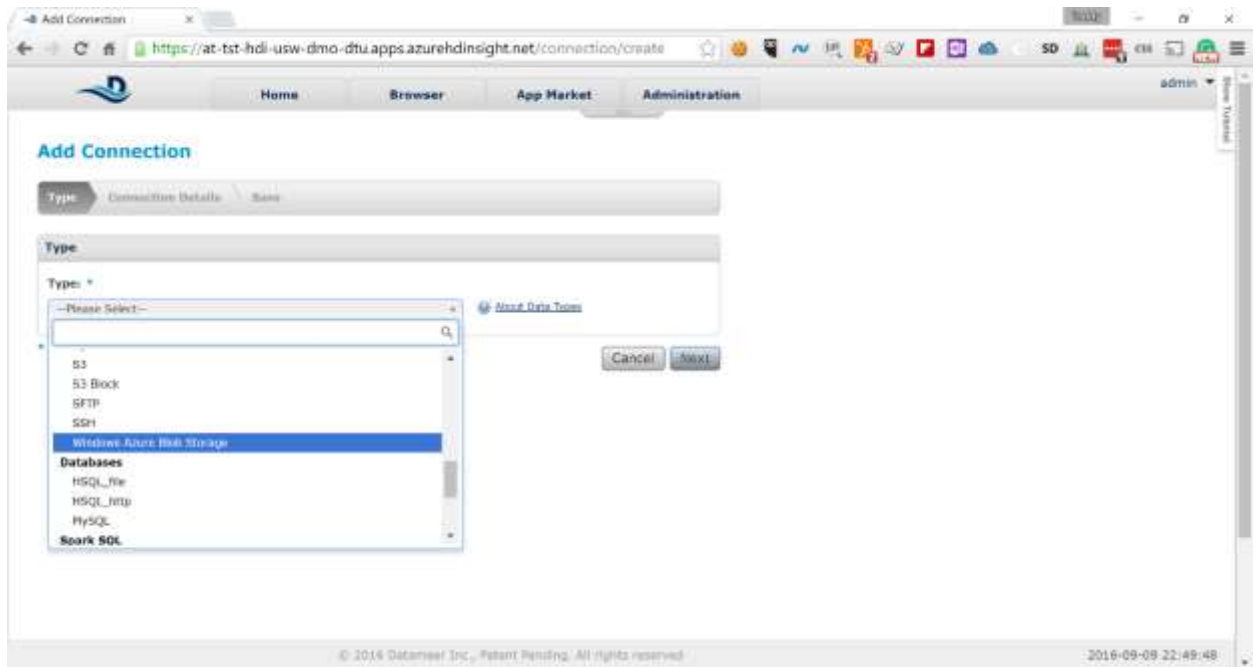 Add Connection
https://at-tst-hdi-usw-dmo-dtu.apps.azurehdinsight.net/connection/create
SD
Home Browser App Market Administration
admin
Show Tutorial
Add Connection
Type Connection Details Save
Type
Type: *
--Please Select-- About Data Types
*
Cancel Next
S3
S3 Block
SFTP
SSH
Windows Azure Blob Storage
Databases
HSQL_file
HSQL_http
MySQL
Spark SQL
© 2016 Datameer Inc., Patent Pending. All rights reserved 2016-09-09 22:49:48